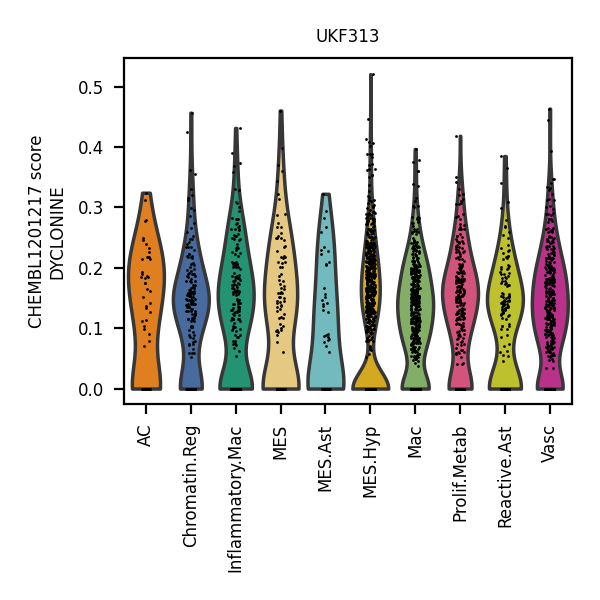 UKF313
CHEMBL1201217 score
DYCLONINE
0.5
0.4
0.3
0.2
0.1
0.0
AC
Chromatin.Reg
Inflammatory.Mac
MES
MES.Ast
MES.Hyp
Mac
Prolif.Metab
Reactive.Ast
Vasc